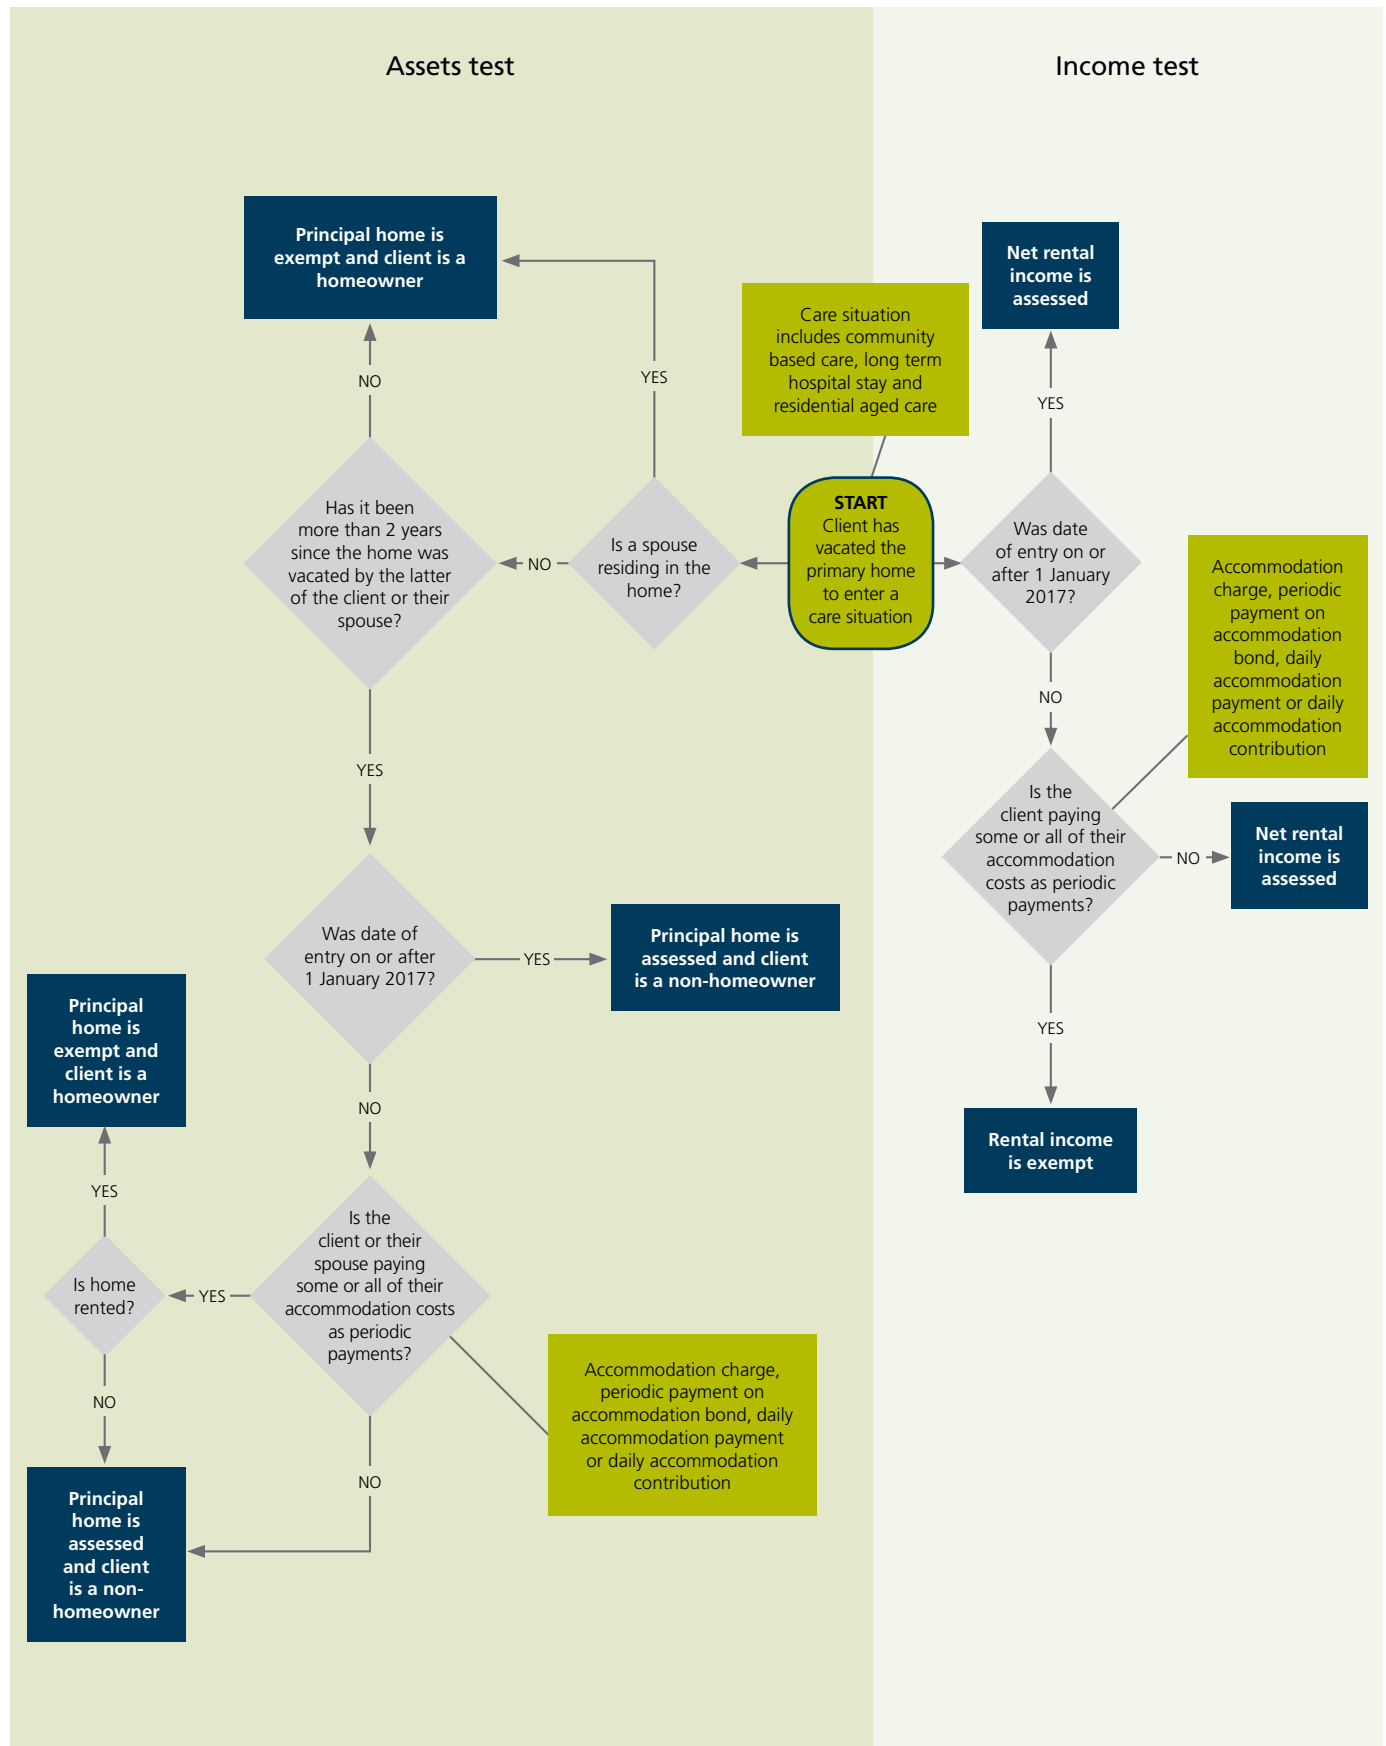 Assets test
Income test
Principal home is
exempt and client is a
homeowner
Net rental
income is
assessed
Care situation
includes community
based care, long term
hospital stay and
residential aged care
NO
YES
YES
START
Client has
vacated the
primary home
to enter a
care situation
Has it been
more than 2 years
since the home was
vacated by the latter
of the client or their
spouse?
NO
Is a spouse
residing in the
home?
Was date
of entry on or
after 1 January
2017?
Accommodation
charge, periodic
payment on
accommodation
bond, daily
accommodation
payment or daily
accommodation
contribution
NO
YES
Is the
client paying
some or all of their
accommodation
costs as periodic
payments?
NO
Net rental
income is
assessed
Was date of
entry on or after
1 January 2017?
YES
Principal home is
assessed and client
is a non-homeowner
Principal
home is
exempt and
client is a
homeowner
YES
NO
Rental income
is exempt
YES
Is home
rented?
YES
Is the
client or their
spouse paying
some or all of their
accommodation costs
as periodic
payments?
Accommodation charge,
periodic payment on
accommodation bond, daily
accommodation payment
or daily accommodation
contribution
NO
NO
Principal
home is
assessed
and client
is a non-
homeowner